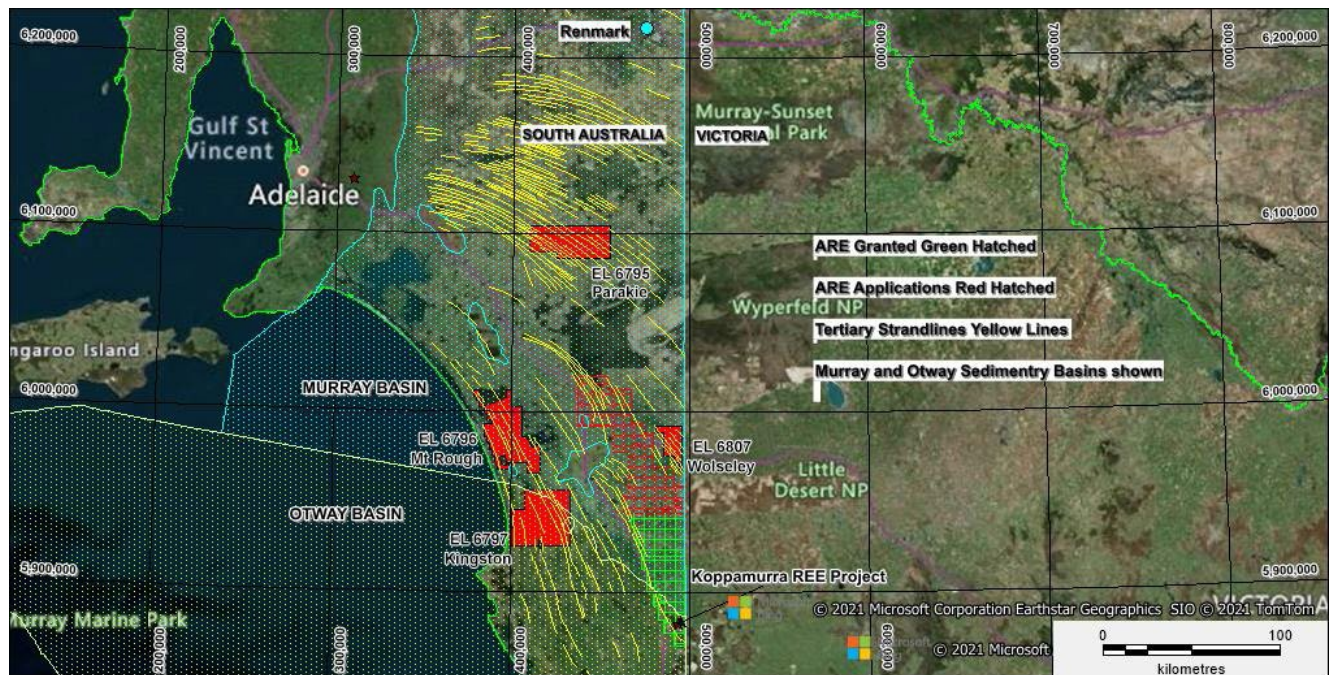 6,200,000
200,000
300,000
400,000
Renmark
500,000
600,000
700,000
800,000
6,200,000
Gulf St
Vincent
SOUTH AUSTRALIA
Murray-Sunset
al Park
VICTORIA
Adelaide
6,100,000
6,100,000
ARE Granted Green Hatched
EL 6795
Parakie
ARE Applications Red Hatched
Wyperfeld NP
ngaroo Island
Tertiary Strandlines Yellow Lines
MURRAY BASIN
Murray and Otway Sedimentry Basins shown
6,000,000
6,000,000
EL 6796
Mt Rough
EL 6807
Wolseley
Little
Desert NP
OTWAY BASIN
EL 6797
Kingston
5,900,000
Koppamurra REE Project
5,900,000
© 2021 Microsoft Corporation Earthstar Geographics SIO © 2021 TomTom
VICTORIA
Murray Marine Park
200,000
300,000
400,000
500,000
600,000
© 2021 Microsoft
0 100
kilometres